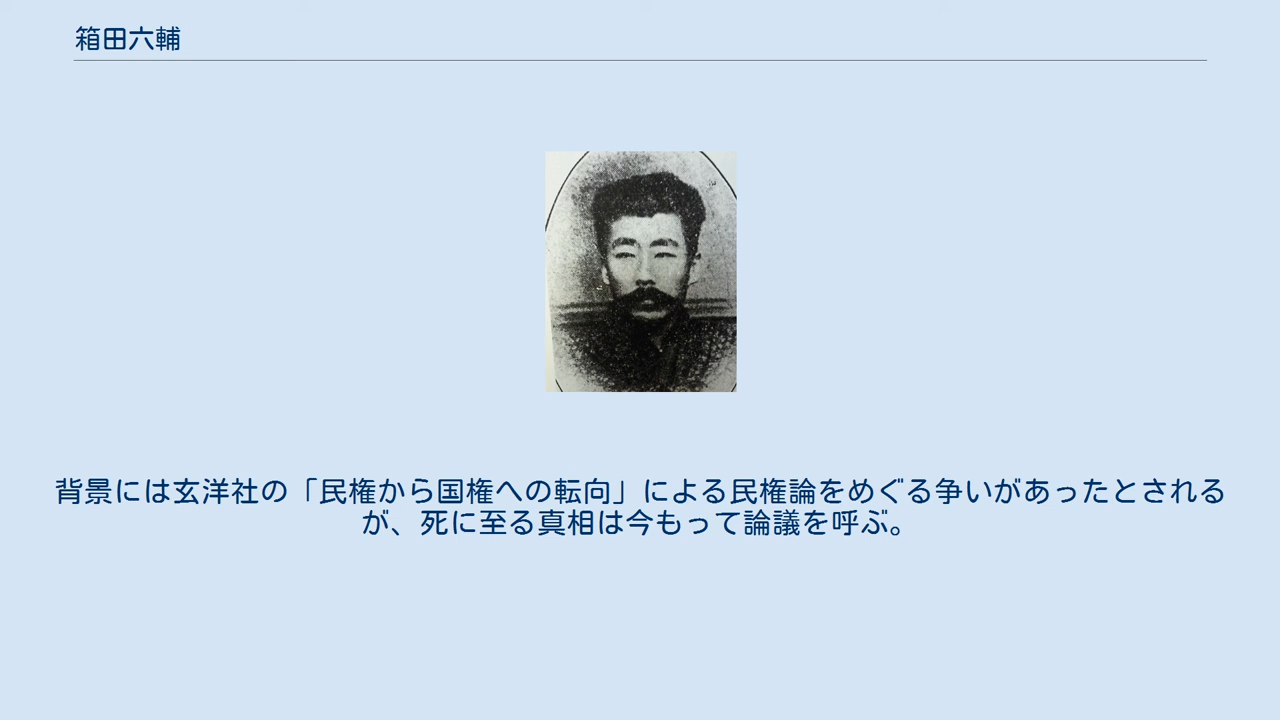 箱田六輔
背景には玄洋社の「民権から国権への転向」による民権論をめぐる争いがあったとされる
が、死に至る真相は今もって論議を呼ぶ。